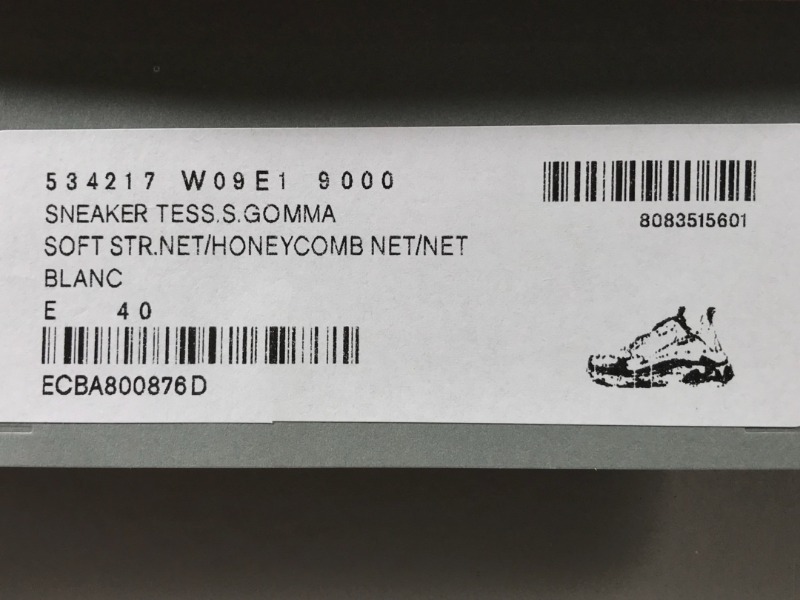 534217 W09E1 9000
SNEAKER TESS.S.GOMMA
SOFT STR.NET/HONEYCOMB NET/NET
BLANC
E 40
ECBA800876D
8083515601